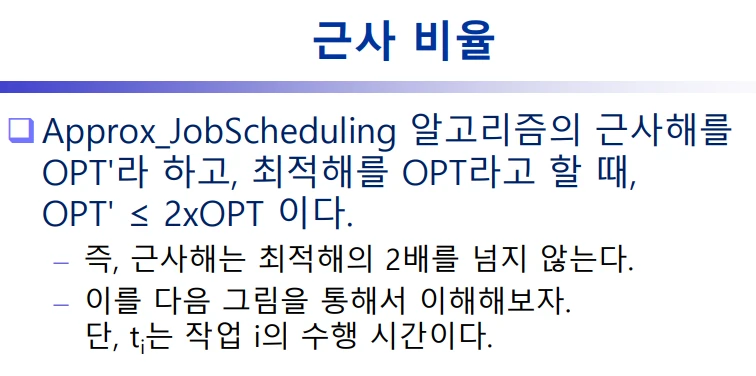 근사 비율
❑ Approx_JobScheduling 알고리즘의 근사해를
OPT'라 하고, 최적해를 OPT라고 할 때,
OPT' ≤ 2xOPT 이다.
– 즉, 근사해는 최적해의 2배를 넘지 않는다.
– 이를 다음 그림을 통해서 이해해보자.
단, tᵢ는 작업 i의 수행 시간이다.